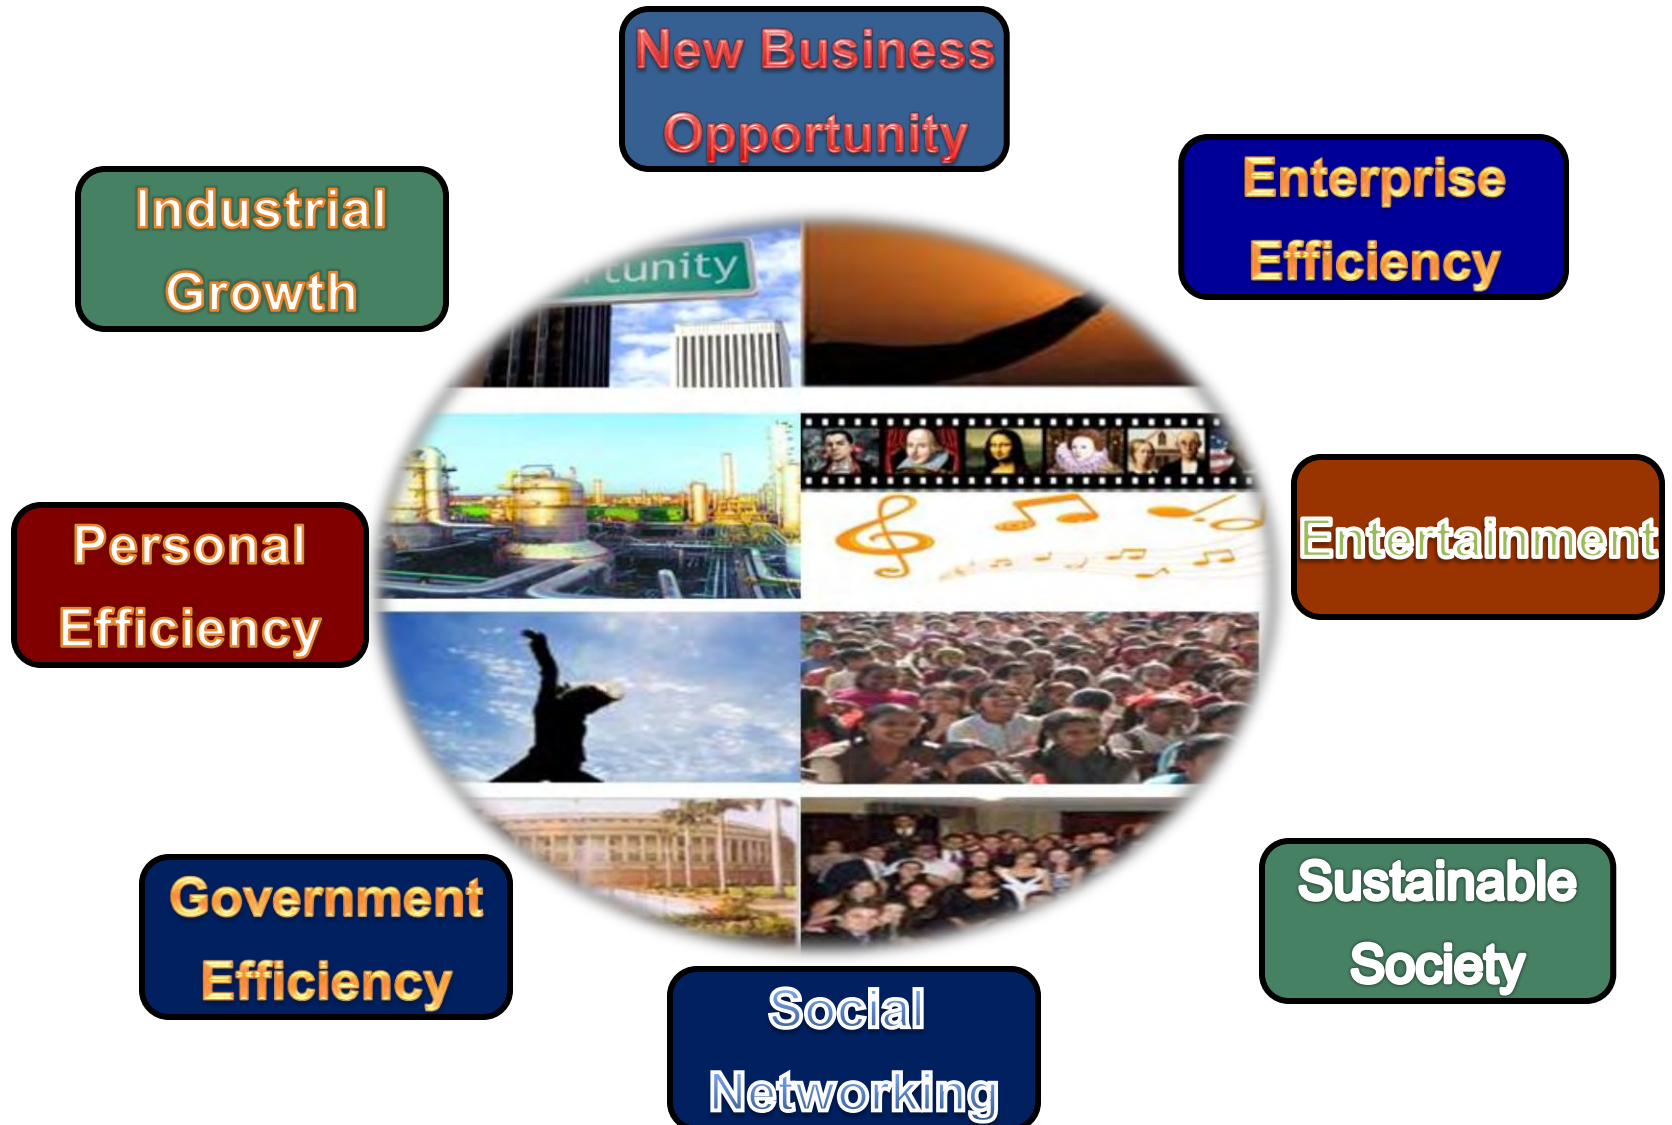 New Business
Opportunity
Enterprise
Efficiency
Industrial
Growth
tunity
Entertainment
Personal
Efficiency
Sustainable
Society
Government
Efficiency
Social
Networking